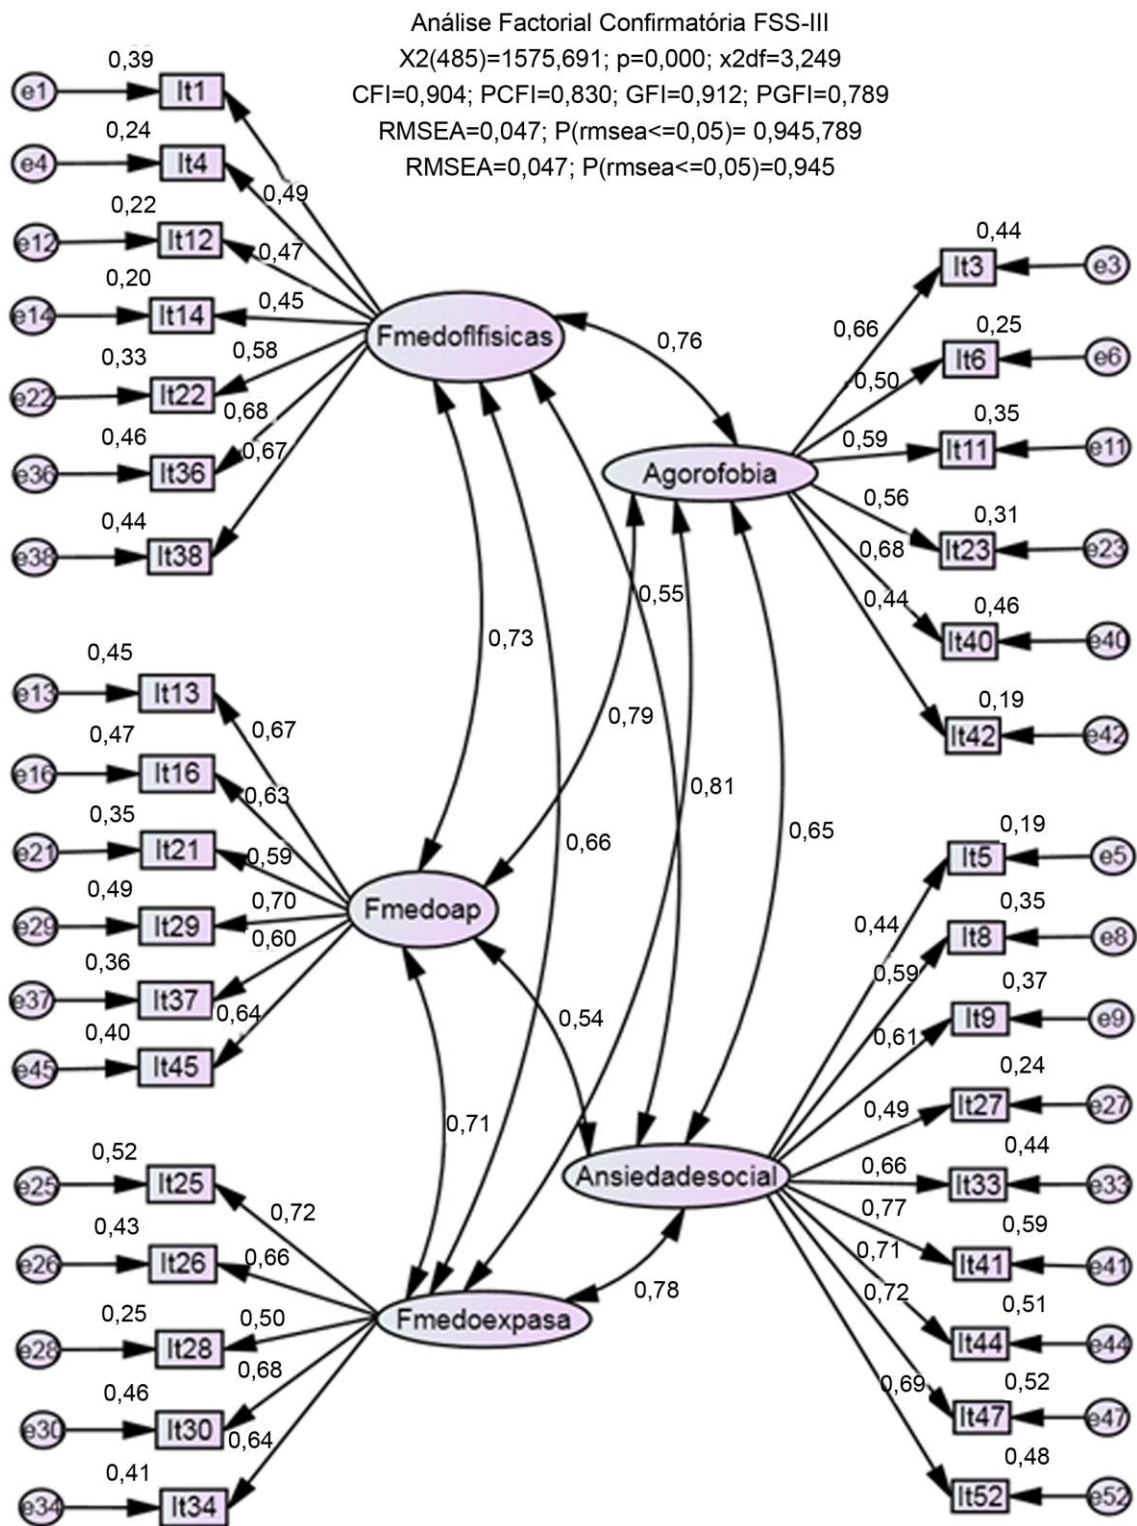 Análise Factorial Confirmatória FSS-III
X2(485)=1575,691; p=0,000; x2df=3,249
CFI=0,904; PCFI=0,830; GFI=0,912; PGFI=0,789
RMSEA=0,047; P(rmsea<=0,05)= 0,945,789
RMSEA=0,047; P(rmsea<=0,05)=0,945
0,39
e1 It1
0,24
e4 It4
0,49
0,22
e12 It12
0,47
0,20
e14 It14
0,45
0,33
e22 It22
0,58
0,46
e36 It36
0,68
0,67
0,44
e38 It38
Fmedoflfisicas
0,76
0,44
It3 e3
0,66
0,25
It6 e6
0,50
0,35
It11 e11
0,59
Agorofobia
0,56
0,31
It23 e23
0,68
0,46
It40 e40
0,44
0,19
It42 e42
0,55
0,73
0,79
0,81
0,66
0,65
0,45
e13 It13
0,67
0,47
e16 It16
0,63
0,35
e21 It21
0,59
0,49
e29 It29
0,70
0,60
0,36
e37 It37
0,64
0,40
e45 It45
Fmedoap
0,54
0,71
0,19
It5 e5
0,44
0,35
It8 e8
0,59
0,37
It9 e9
0,61
0,24
It27 e27
0,49
0,44
It33 e33
0,66
Ansiedadesocial
0,77
0,59
It41 e41
0,71
0,72
0,51
It44 e44
0,69
0,52
It47 e47
0,48
It52 e52
0,78
0,52
e25 It25
0,72
0,43
e26 It26
0,66
0,25
e28 It28
0,50
0,68
0,46
e30 It30
0,64
0,41
e34 It34
Fmedoexpasa